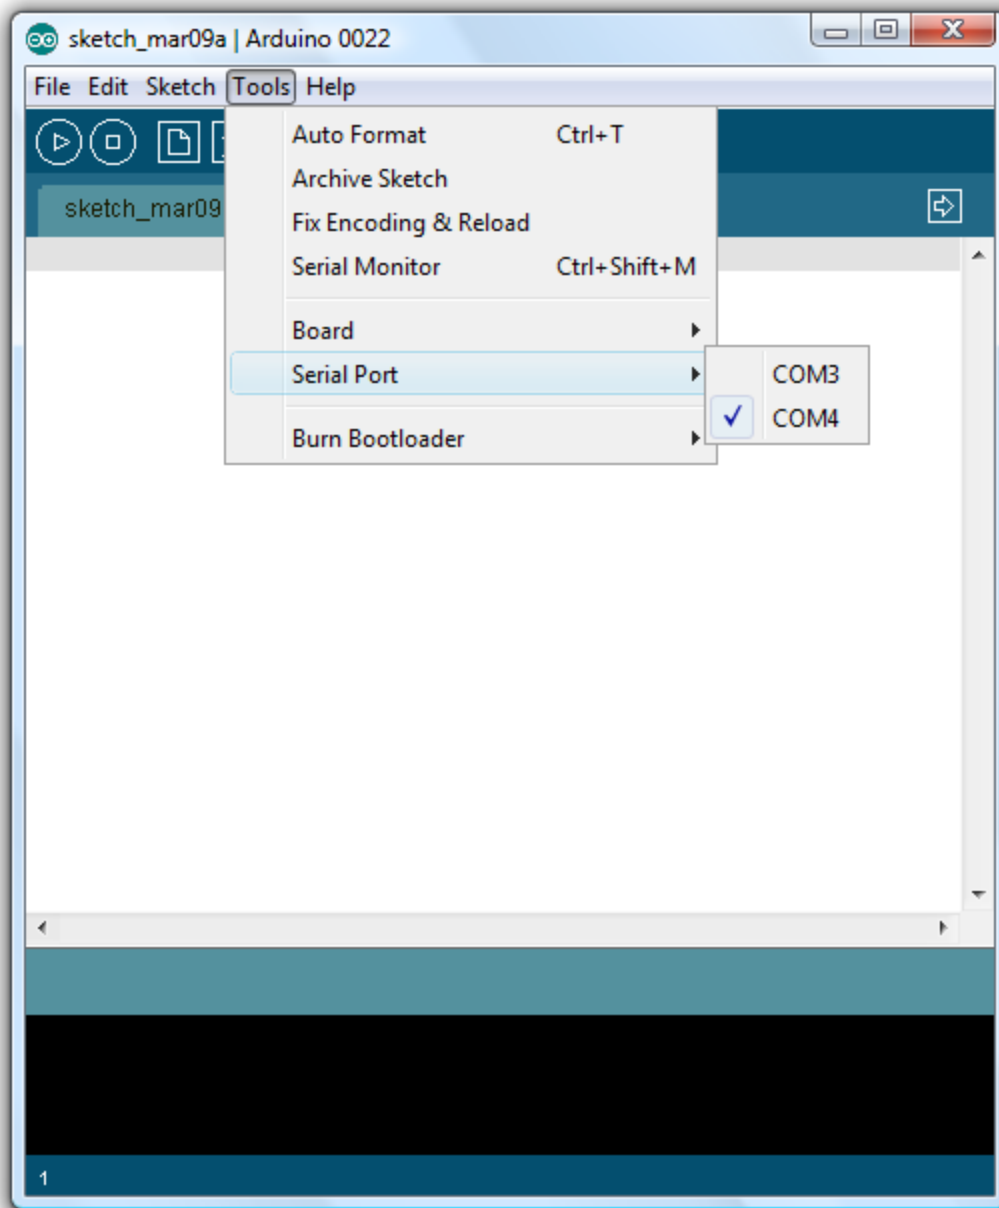 sketch_mar09a | Arduino 0022
File Edit Sketch Tools Help
Auto Format Ctrl+T
sketch_mar09
Archive Sketch
Fix Encoding & Reload
Serial Monitor Ctrl+Shift+M
Board
Serial Port
COM3
COM4
Burn Bootloader
1